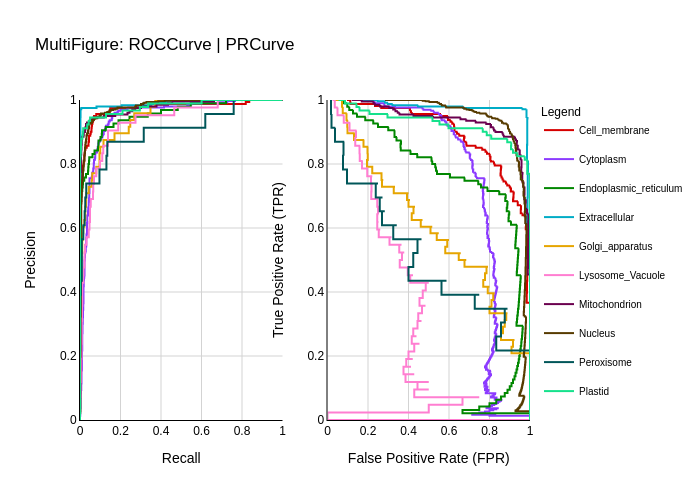 MultiFigure: ROCCurve | PRCurve
Precision
1
0.8
0.6
0.4
0.2
0
0 0.2 0.4 0.6 0.8 1
Recall
True Positive Rate (TPR)
1
0.8
0.6
0.4
0.2
0
0 0.2 0.4 0.6 0.8 1
False Positive Rate (FPR)
Legend
Cell_membrane
Cytoplasm
Endoplasmic_reticulum
Extracellular
Golgi_apparatus
Lysosome_Vacuole
Mitochondrion
Nucleus
Peroxisome
Plastid